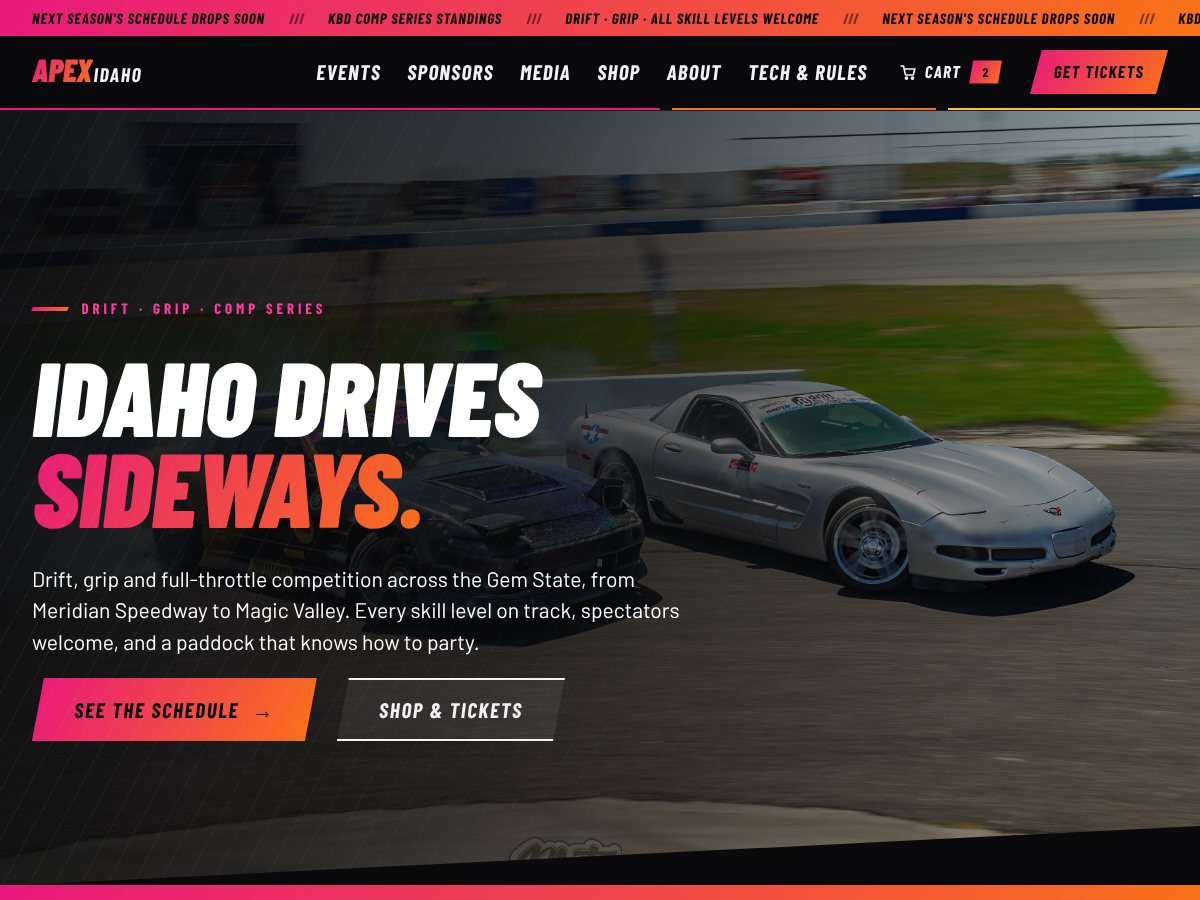 NEXT SEASON'S SCHEDULE DROPS SOON /// KBD COMP SERIES STANDINGS /// DRIFT · GRIP · ALL SKILL LEVELS WELCOME /// NEXT SEASON'S SCHEDULE DROPS SOON /// KBD
APEX IDAHO
EVENTS SPONSORS MEDIA SHOP ABOUT TECH & RULES CART 2 GET TICKETS
DRIFT · GRIP · COMP SERIES
IDAHO DRIVES
SIDEWAYS.
Drift, grip and full-throttle competition across the Gem State, from
Meridian Speedway to Magic Valley. Every skill level on track, spectators
welcome, and a paddock that knows how to party.
SEE THE SCHEDULE →
SHOP & TICKETS